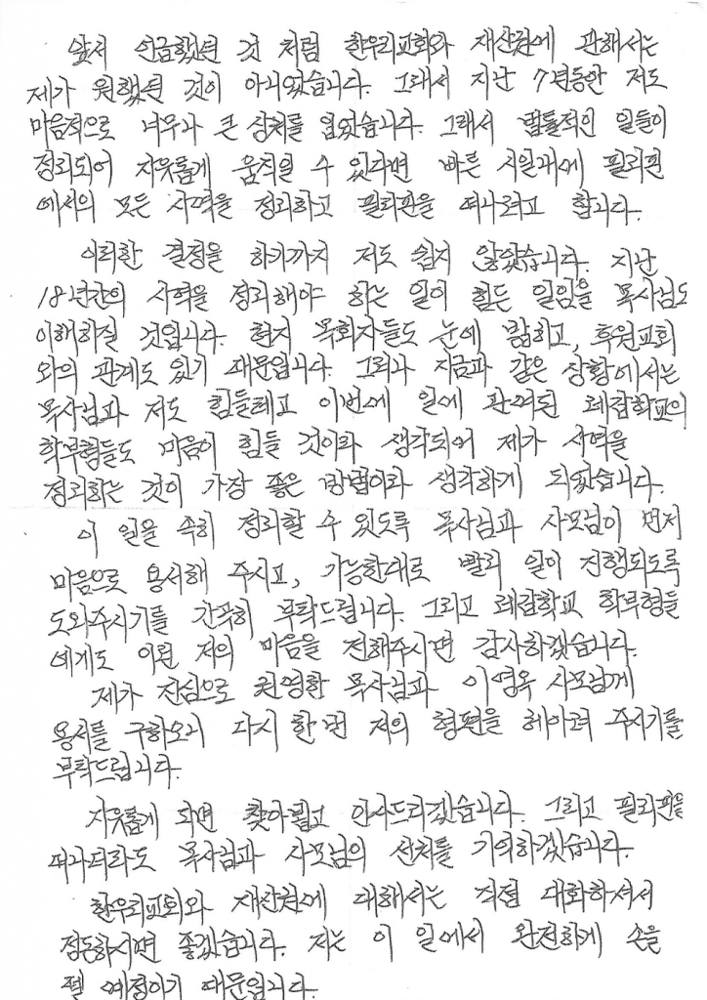 앞서 언급했던 것 처럼 한우리교회와 재산권에 관해서는
제가 원했던 것이 아니었습니다. 그래서 지난 7년동안 저도
마음적으로 너무나 큰 상처를 입었습니다. 그래서 법률적인 일들이
정리되어 자유롭게 움직일 수 있다면 빠른 시일내에 필리핀
에서의 모든 사역을 정리하고 필리핀을 떠나려고 합니다.
이러한 결정을 하기까지 저도 쉽지 않았습니다. 지난
18년간의 사역을 정리해야 하는 일이 힘든 일임을 목사님도
이해하실 것입니다. 현지 목회자들도 눈에 밟히고, 후원교회
와의 관계도 있기 때문입니다. 그러나 지금과 같은 상황에서는
목사님과 저도 힘들테고 이번에 일에 관여된 레삽학교의
학부형들도 마음이 힘들 것이라 생각되어 제가 사역을
정리하는 것이 가장 좋은 방법이라 생각하게 되었습니다.
이 일을 속히 정리할 수 있도록 목사님과 사모님이 먼저
마음으로 용서해 주시고, 가능한대로 빨리 일이 진행되도록
도와주시기를 간곡히 부탁드립니다. 그리고 레삽학교 학부형들
에게도 이런 저의 마음을 전해주시면 감사하겠습니다.
제가 진심으로 권영환 목사님과 이영옥 사모님께
용서를 구하오니 다시 한번 저의 형편을 헤아려 주시기를
부탁드립니다.
자유롭게 되면 찾아뵙고 인사드리겠습니다. 그리고 필리핀을
떠나더라도 목사님과 사모님의 선처를 기억하겠습니다.
한우리교회와 재산권에 대해서는 직접 대화하셔서
정돈하시면 좋겠습니다. 저는 이 일에서 완전하게 손을
뗄 예정이기 때문입니다.